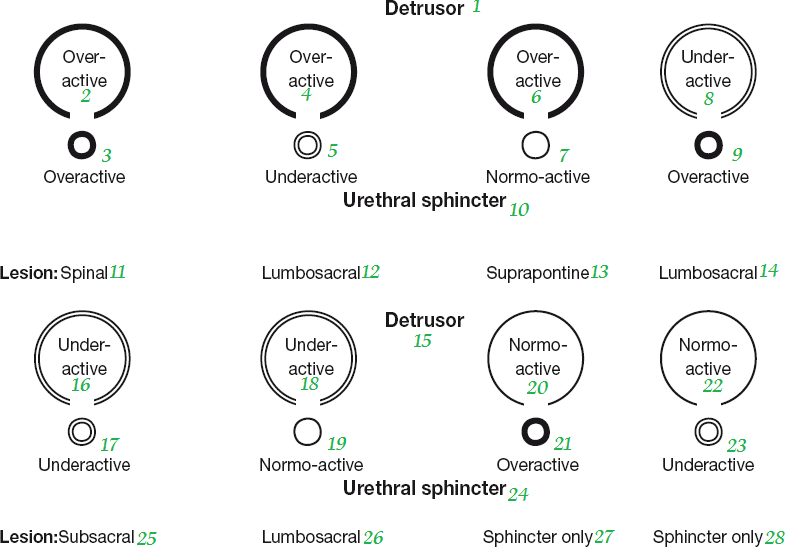 Detrusor 1
Over- Over- Over- Under-
active active active active
2 4 6 8
3 5 7 9
Overactive Underactive Normo-active Overactive
Urethral sphincter 10
Lesion: Spinal 11 Lumbosacral 12 Suprapontine 13 Lumbosacral 14
Detrusor
15
Under- Under- Normo- Normo-
active active active active
16 18 20 22
17 19 21 23
Underactive Normo-active Overactive Underactive
Urethral sphincter 24
Lesion: Subsacral 25 Lumbosacral 26 Sphincter only 27 Sphincter only 28